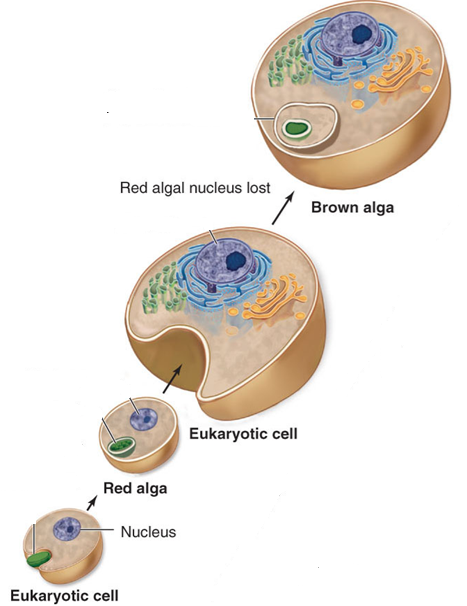 Red algal nucleus lost
Brown alga
Eukaryotic cell
Red alga
Nucleus
Eukaryotic cell